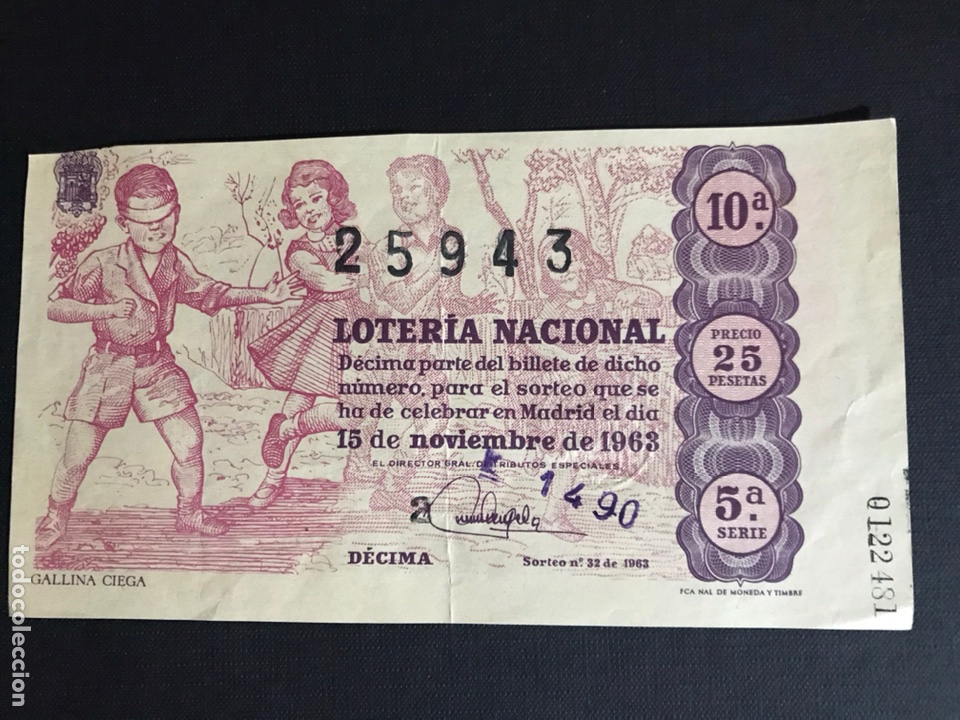 25943
LOTERÍA NACIONAL
Décima parte del billete de dicho
número, para el sorteo que se
ha de celebrar en Madrid el dia
15 de noviembre de 1963
EL DIRECTOR GRAL. DE TRIBUTOS ESPECIALES
1490
a
DÉCIMA
Sorteo nº 32 de 1963
GALLINA CIEGA
10ª.
PRECIO
25
PESETAS
5ª.
SERIE
FCA NAL DE MONEDA Y TIMBRE
0122481
todocoleccion